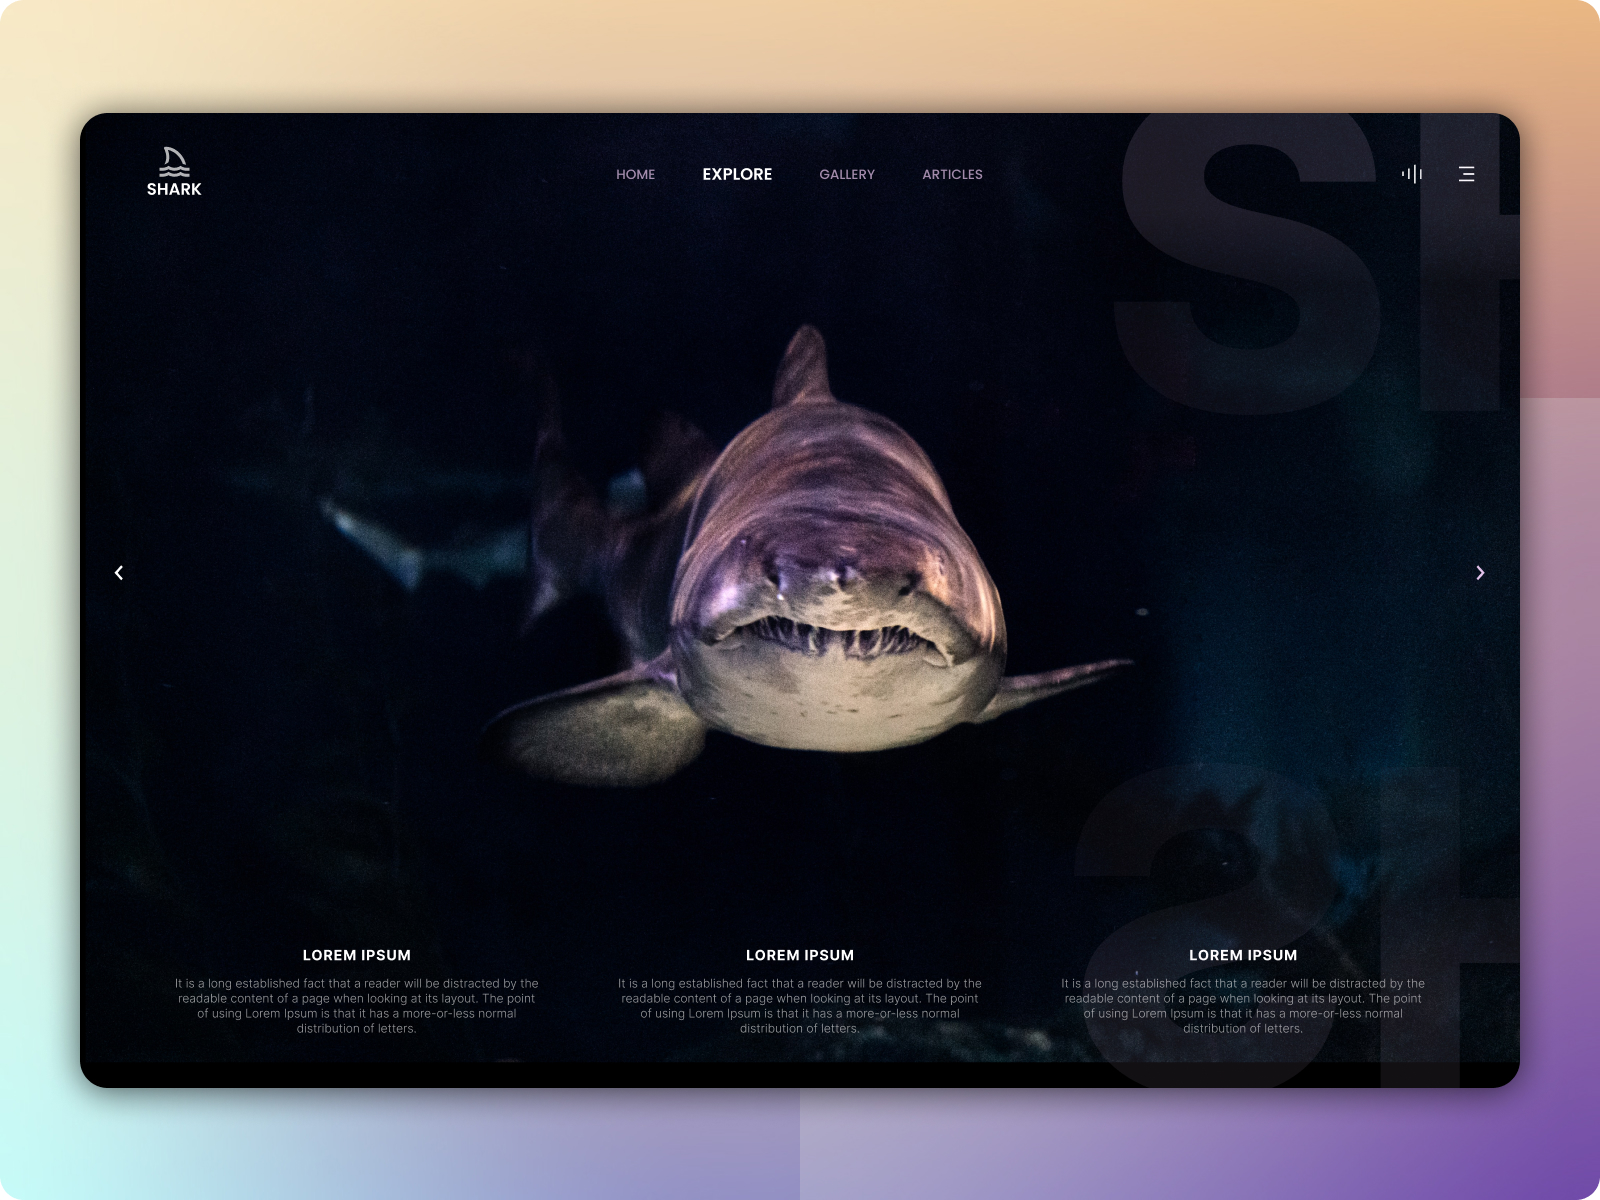 SHARK
HOME EXPLORE GALLERY ARTICLES
SH
SH
LOREM IPSUM
It is a long established fact that a reader will be distracted by the
readable content of a page when looking at its layout. The point
of using Lorem Ipsum is that it has a more-or-less normal
distribution of letters.
LOREM IPSUM
It is a long established fact that a reader will be distracted by the
readable content of a page when looking at its layout. The point
of using Lorem Ipsum is that it has a more-or-less normal
distribution of letters.
LOREM IPSUM
It is a long established fact that a reader will be distracted by the
readable content of a page when looking at its layout. The point
of using Lorem Ipsum is that it has a more-or-less normal
distribution of letters.